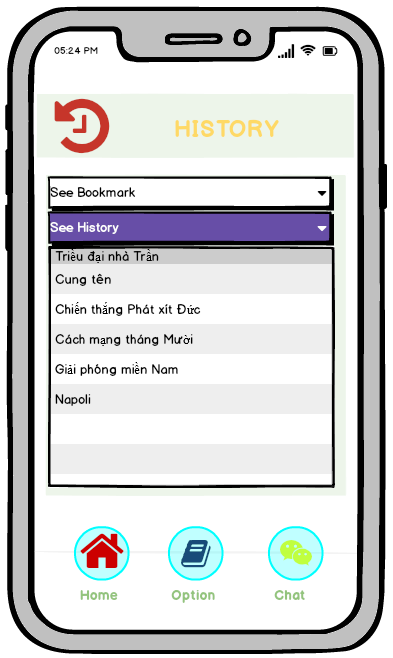 05:24 PM
HISTORY
See Bookmark
See History
Triều đại nhà Trần
Cung tên
Chiến thắng Phát xít Đức
Cách mạng tháng Mười
Giải phóng miền Nam
Napoli
Home
Option
Chat